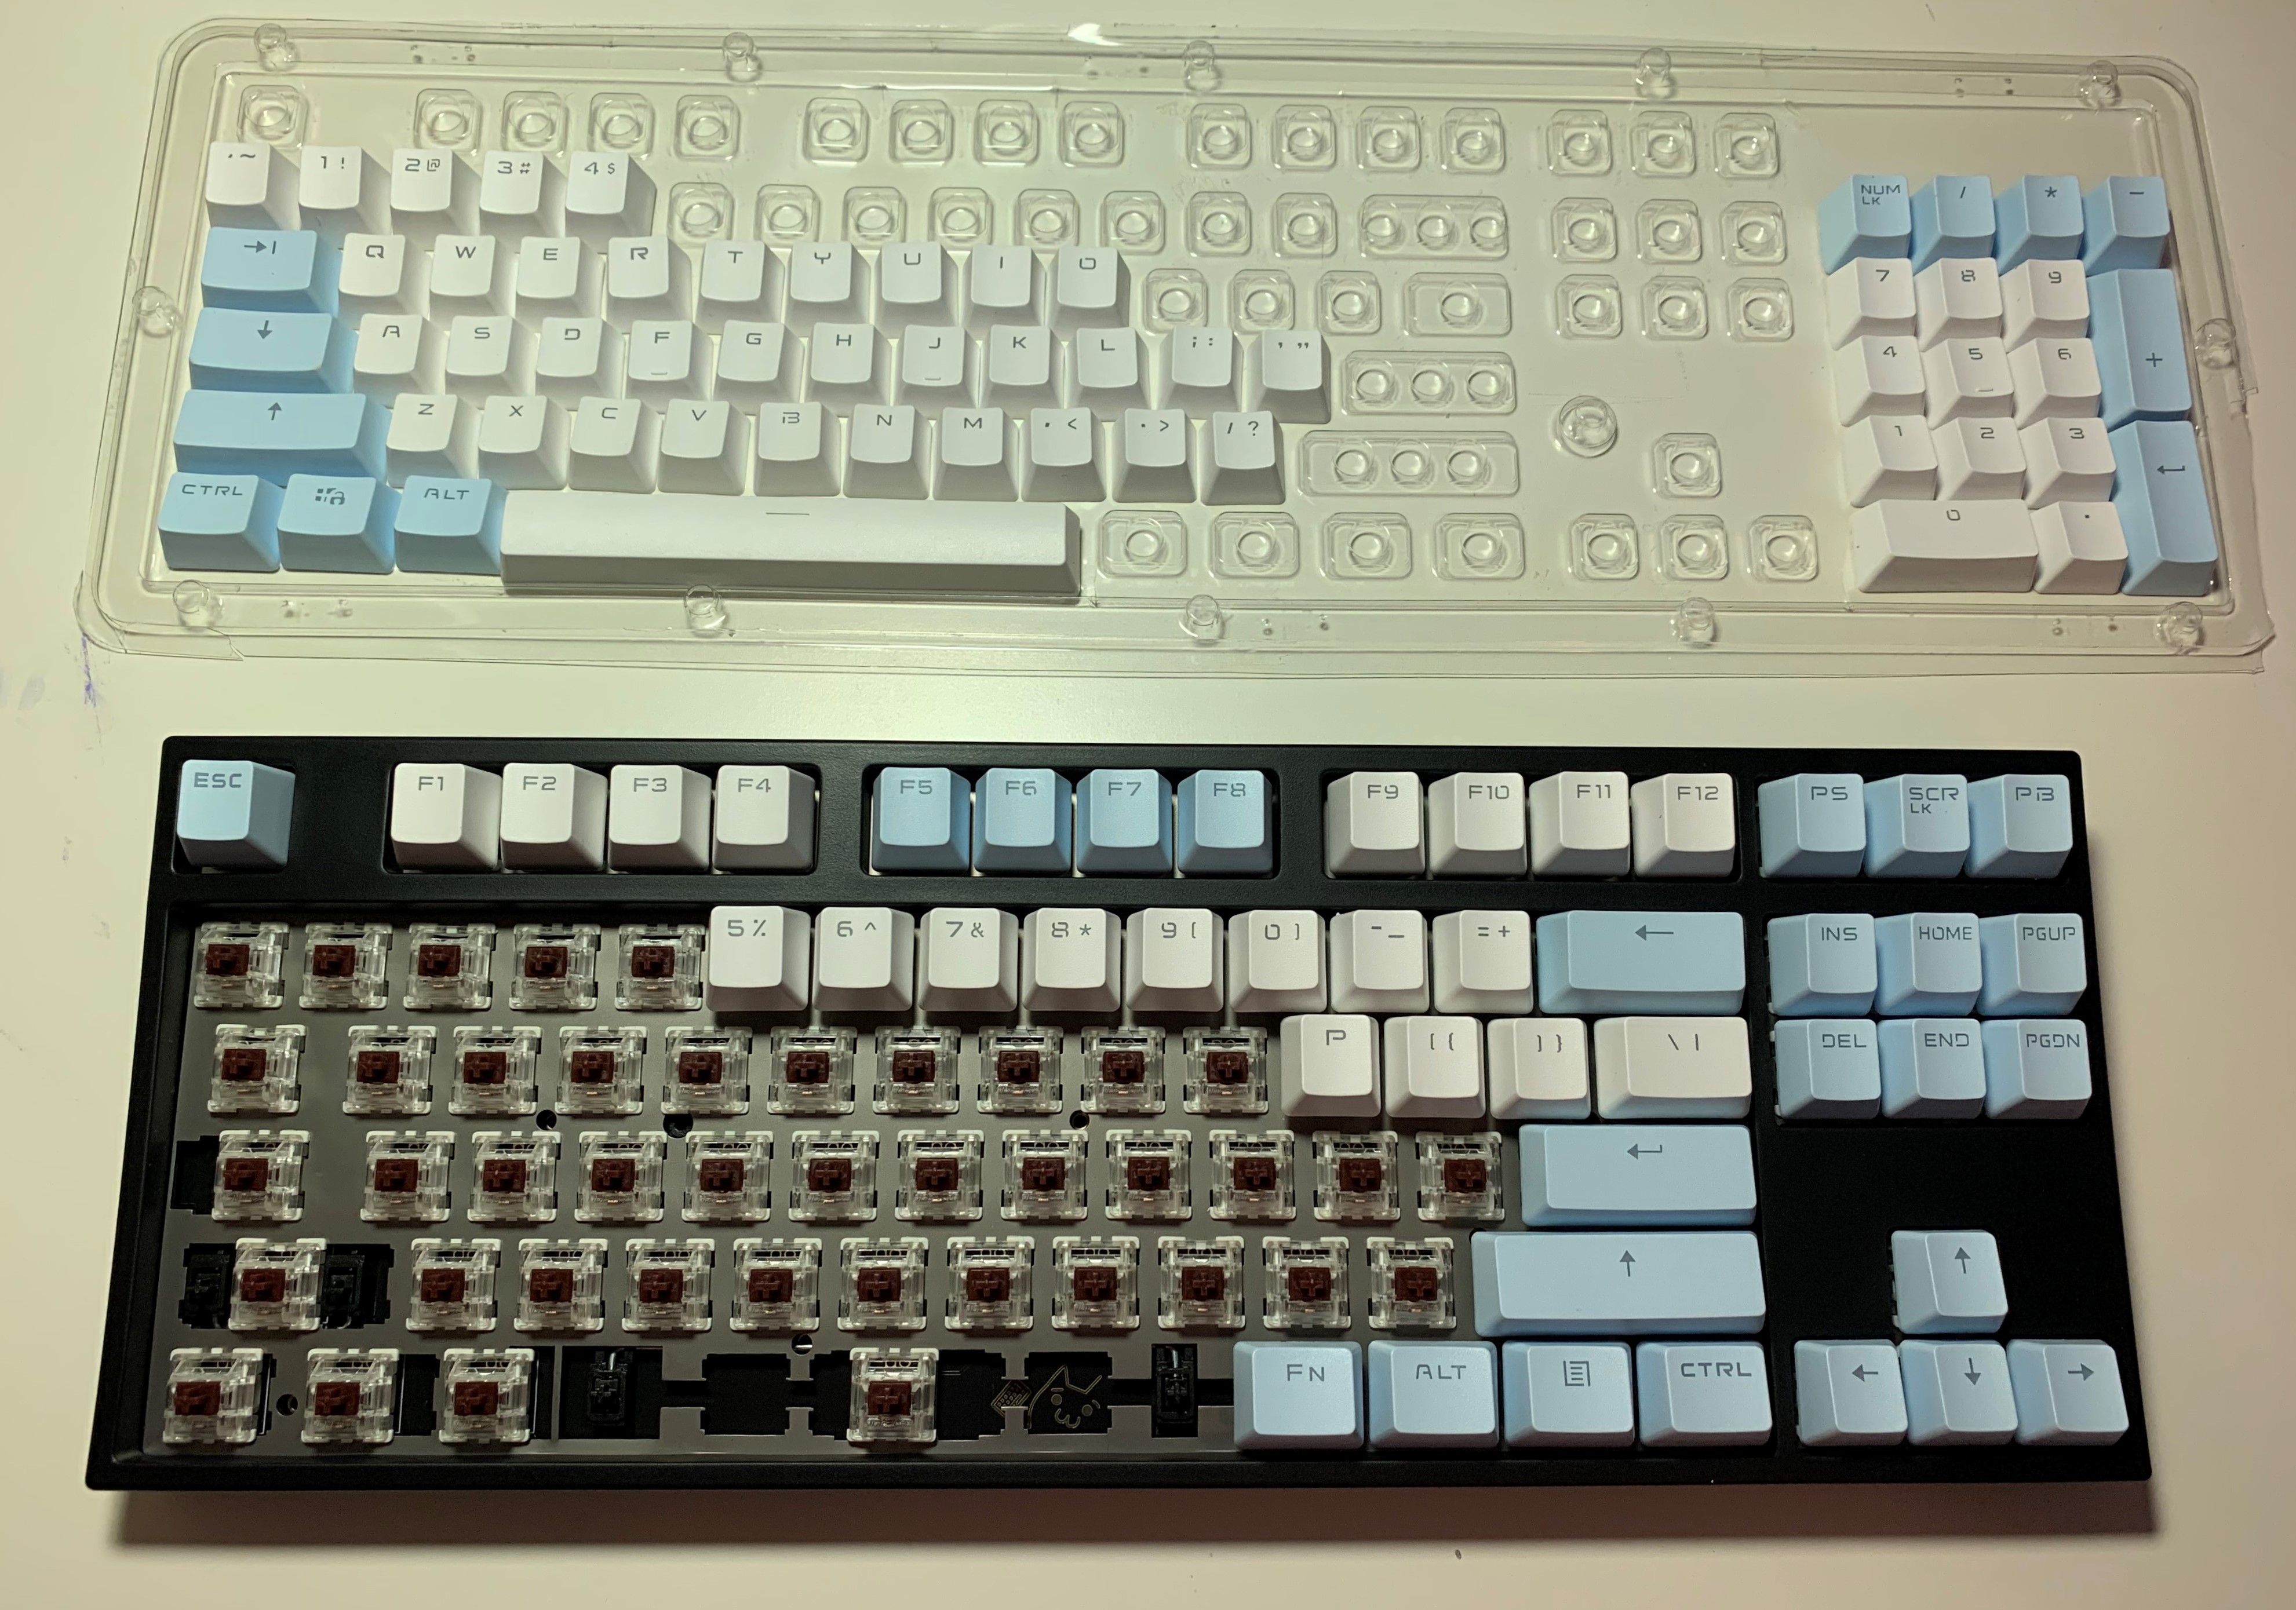 ·~ 1! 2@ 3# 4$
→| Q W E R T Y U I O
↓ A S D F G H J K L ;: '"
↑ Z X C V B N M ·< ·> /?
CTRL ALT
NUM LK / * -
7 8 9
4 5 6 +
1 2 3 ↵
0 ·
ESC F1 F2 F3 F4 F5 F6 F7 F8 F9 F10 F11 F12 PS SCR LK PB
5% 6^ 7& 8* 9( 0) -_ =+ ← INS HOME PGUP
P [{ ]} \| DEL END PGDN
↵
↑ ↑
FN ALT CTRL ← ↓ →